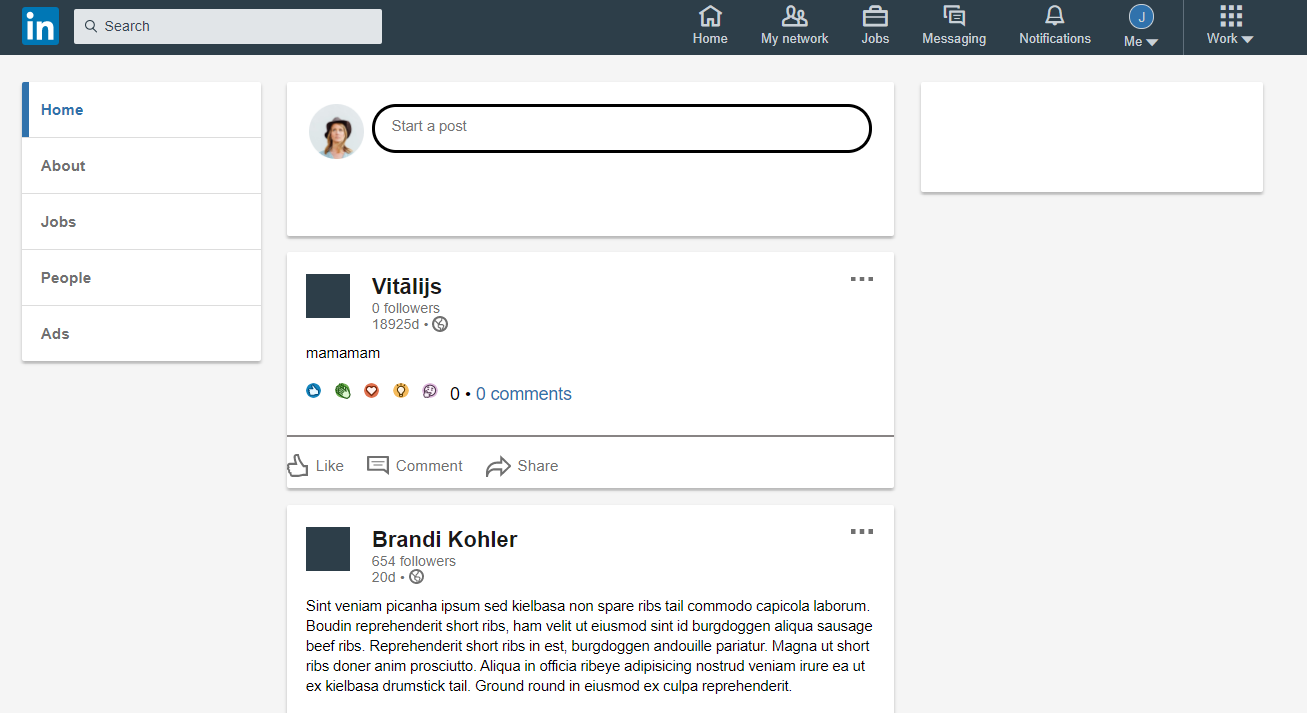 in
Search
Home
My network
Jobs
Messaging
Notifications
J
Me
Work
Home
About
Jobs
People
Ads
Start a post
Vitālijs
0 followers
18925d •
mamamam
0 • 0 comments
Like
Comment
Share
Brandi Kohler
654 followers
20d •
Sint veniam picanha ipsum sed kielbasa non spare ribs tail commodo capicola laborum.
Boudin reprehenderit short ribs, ham velit ut eiusmod sint id burgdoggen aliqua sausage
beef ribs. Reprehenderit short ribs in est, burgdoggen andouille pariatur. Magna ut short
ribs doner anim prosciutto. Aliqua in officia ribeye adipisicing nostrud veniam irure ea ut
ex kielbasa drumstick tail. Ground round in eiusmod ex culpa reprehenderit.